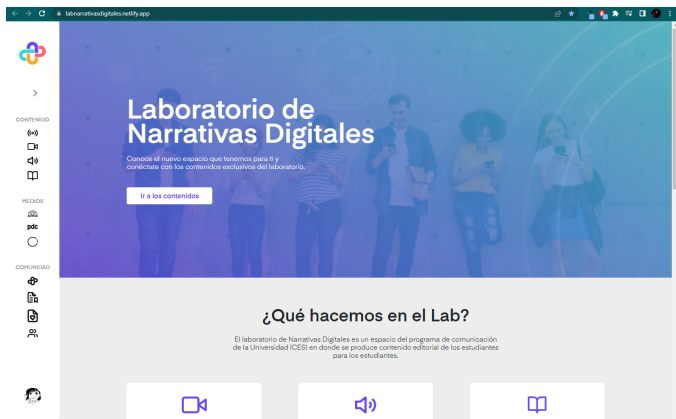 labnarrativasdigitales.netlify.app
CONTENIDO
MEDIOS
pdc
COMUNIDAD
Laboratorio de
Narrativas Digitales
Conoce el nuevo espacio que tenemos para ti y
conéctate con los contenidos exclusivos del laboratorio.
Ir a los contenidos
¿Qué hacemos en el Lab?
El laboratorio de Narrativas Digitales es un espacio del programa de comunicación
de la Universidad ICESI en donde se produce contenido editorial de los estudiantes
para los estudiantes.